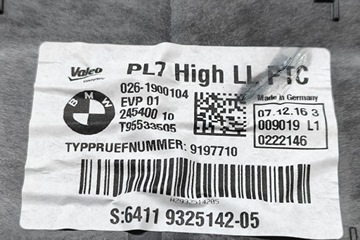 Valeo PL7 High LL PTC
026-1900104
EVP 01
BMW
245400 10
T95533505
Made in Germany
07.12.16 3
009019 L1
0222146
TYPPRUEFNUMMER: 9197710
S:6411 9325142-05